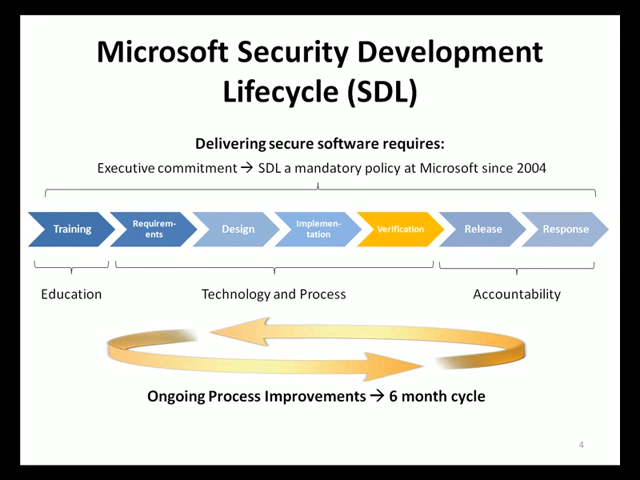 Microsoft Security Development
Lifecycle (SDL)
Delivering secure software requires:
Executive commitment → SDL a mandatory policy at Microsoft since 2004
Training
Requirem-
ents
Design
Implemen-
tation
Verification
Release
Response
Education
Technology and Process
Accountability
Ongoing Process Improvements → 6 month cycle
4